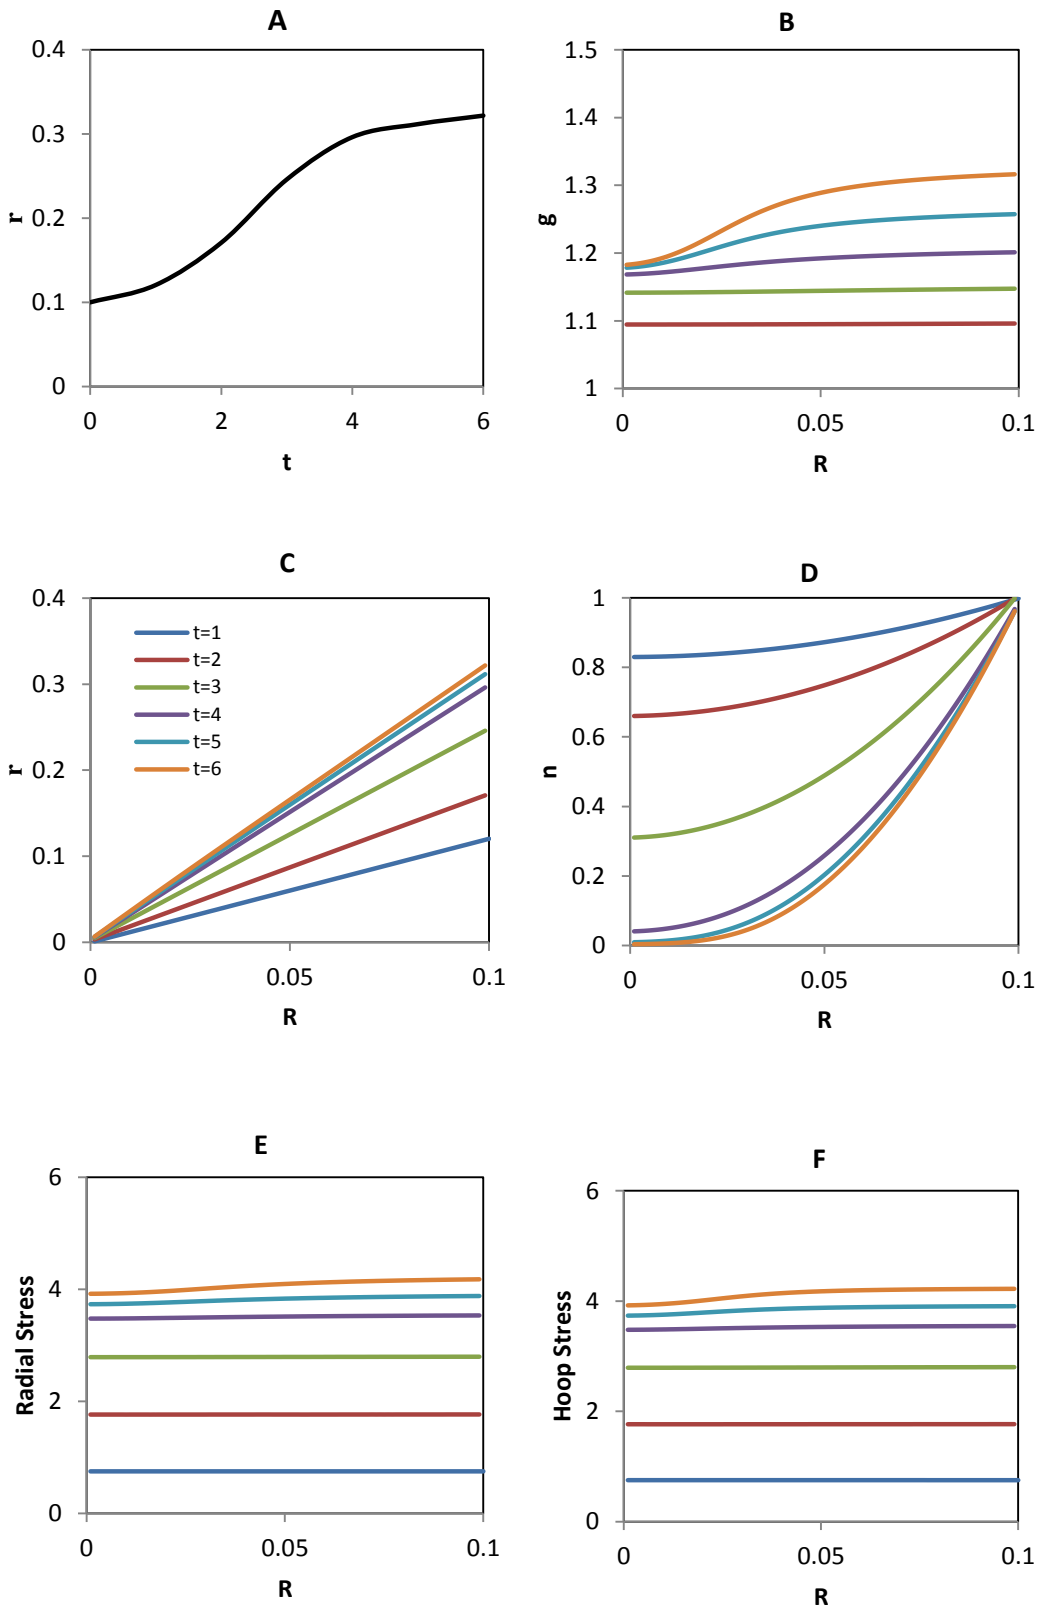 A
0.4
0.3
0.2
0.1
0
r
0 2 4 6
t
B
1.5
1.4
1.3
1.2
1.1
1
g
0 0.05 0.1
R
C
0.4
0.3
0.2
0.1
0
r
t=1
t=2
t=3
t=4
t=5
t=6
0 0.05 0.1
R
D
1
0.8
0.6
0.4
0.2
0
n
0 0.05 0.1
R
E
6
4
2
0
Radial Stress
0 0.05 0.1
R
F
6
4
2
0
Hoop Stress
0 0.05 0.1
R